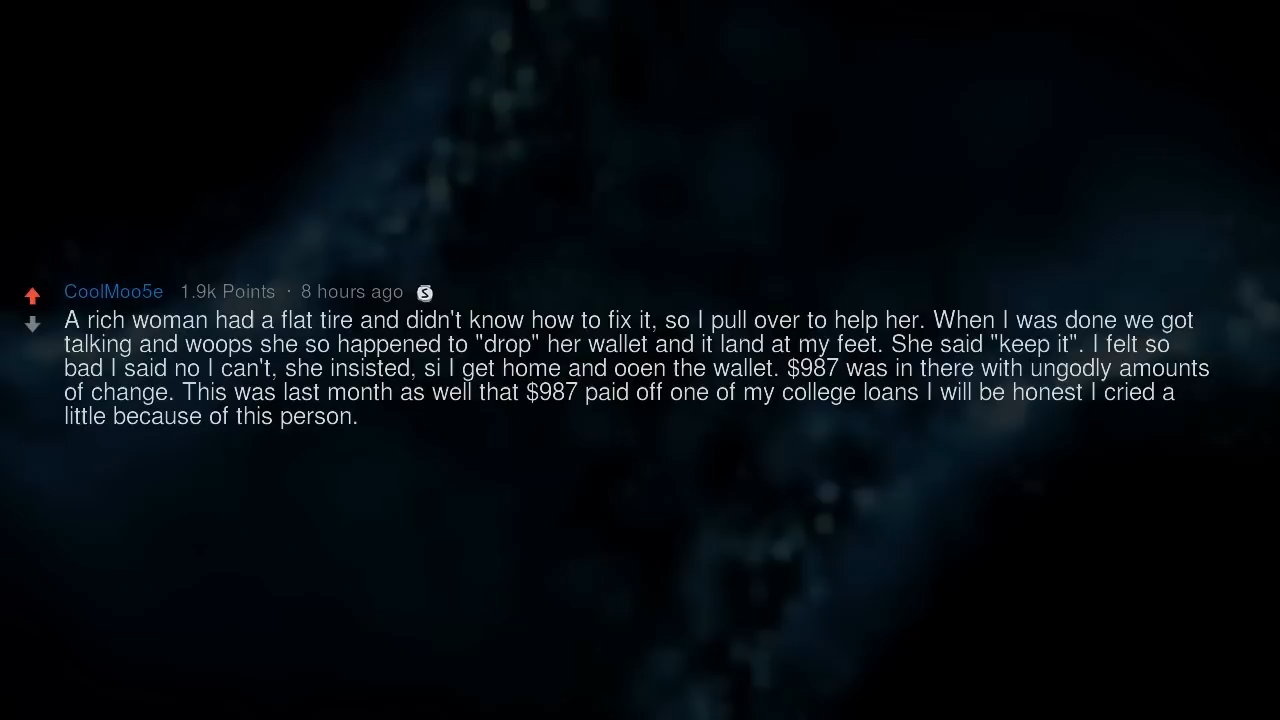 CoolMoo5e 1.9k Points · 8 hours ago S
A rich woman had a flat tire and didn't know how to fix it, so I pull over to help her. When I was done we got
talking and woops she so happened to "drop" her wallet and it land at my feet. She said "keep it". I felt so
bad I said no I can't, she insisted, si I get home and ooen the wallet. $987 was in there with ungodly amounts
of change. This was last month as well that $987 paid off one of my college loans I will be honest I cried a
little because of this person.